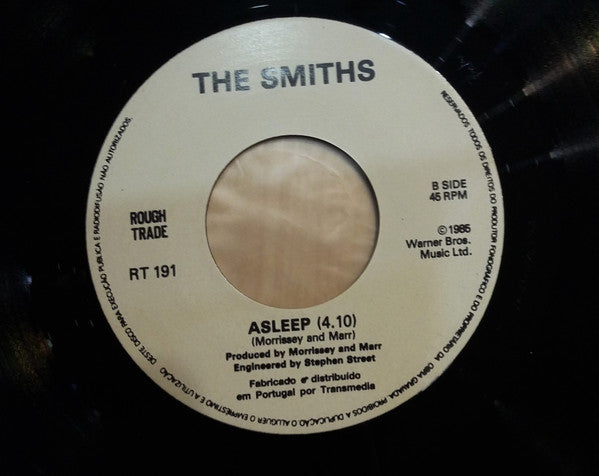 THE SMITHS
ROUGH
TRADE
RT 191
B SIDE
45 RPM
©1985
Warner Bros.
Music Ltd.
ASLEEP (4.10)
(Morrissey and Marr)
Produced by Morrissey and Marr
Engineered by Stephen Street
Fabricado e distribuido
em Portugal por Transmedia
RESERVADOS TODOS OS DIREITOS DO PRODUTOR FONOGRÁFICO E DO PROPRIETÁRIO DA OBRA GRAVADA. PROIBIDOS A DUPLICAÇÃO, O ALUGUER O EMPRÉSTIMO E A UTILIZAÇÃO DESTE DISCO PARA EXECUÇÃO PÚBLICA E RADIODIFUSÃO NÃO AUTORIZADOS.